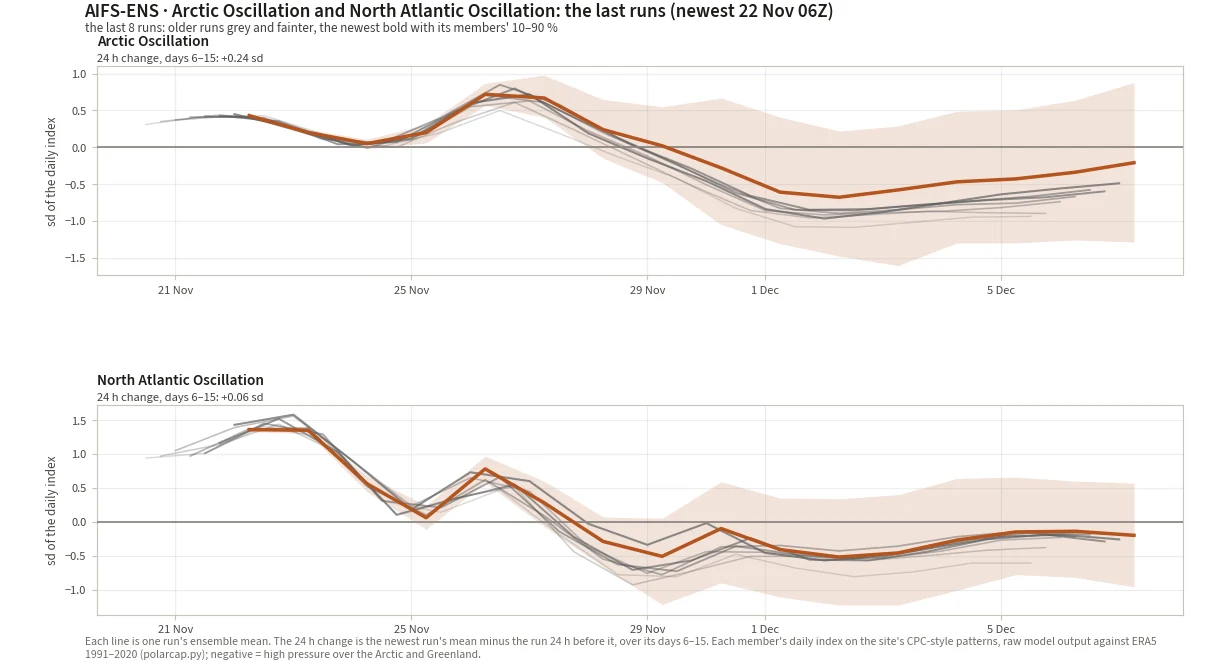 AIFS-ENS · Arctic Oscillation and North Atlantic Oscillation: the last runs (newest 22 Nov 06Z)
the last 8 runs: older runs grey and fainter, the newest bold with its members' 10–90 %
Arctic Oscillation
24 h change, days 6–15: +0.24 sd
sd of the daily index
1.0
0.5
0.0
−0.5
−1.0
−1.5
21 Nov 25 Nov 29 Nov 1 Dec 5 Dec
North Atlantic Oscillation
24 h change, days 6–15: +0.06 sd
sd of the daily index
1.5
1.0
0.5
0.0
−0.5
−1.0
21 Nov 25 Nov 29 Nov 1 Dec 5 Dec
Each line is one run's ensemble mean. The 24 h change is the newest run's mean minus the run 24 h before it, over its days 6–15. Each member's daily index on the site's CPC-style patterns, raw model output against ERA5
1991–2020 (polarcap.py); negative = high pressure over the Arctic and Greenland.